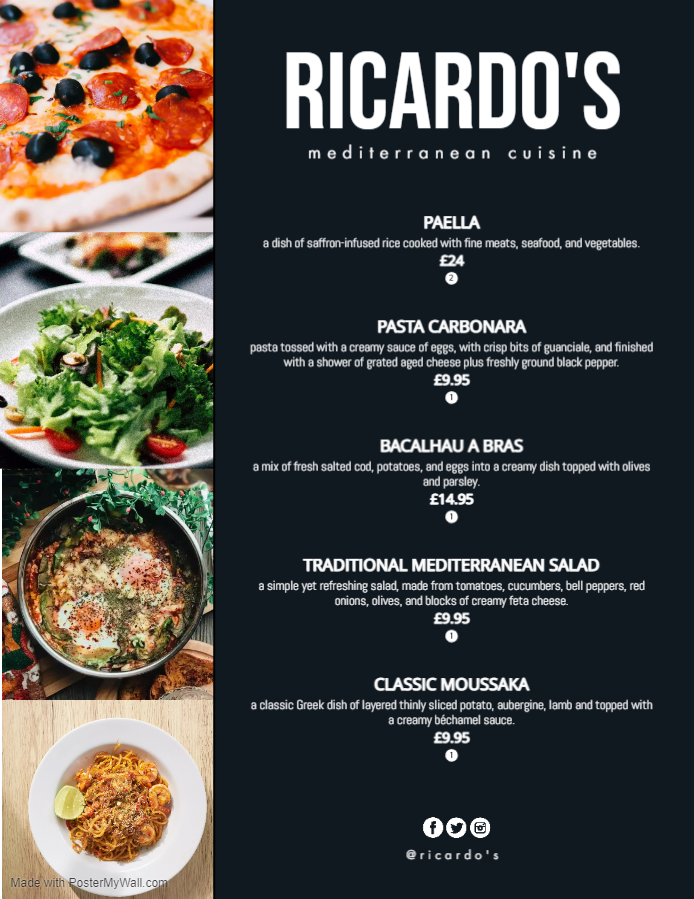 RICARDO'S
mediterranean cuisine
PAELLA
a dish of saffron-infused rice cooked with fine meats, seafood, and vegetables.
£24
2
PASTA CARBONARA
pasta tossed with a creamy sauce of eggs, with crisp bits of guanciale, and finished
with a shower of grated aged cheese plus freshly ground black pepper.
£9.95
1
BACALHAU A BRAS
a mix of fresh salted cod, potatoes, and eggs into a creamy dish topped with olives
and parsley.
£14.95
1
TRADITIONAL MEDITERRANEAN SALAD
a simple yet refreshing salad, made from tomatoes, cucumbers, bell peppers, red
onions, olives, and blocks of creamy feta cheese.
£9.95
1
CLASSIC MOUSSAKA
a classic Greek dish of layered thinly sliced potato, aubergine, lamb and topped with
a creamy béchamel sauce.
£9.95
1
@ricardo's
Made with PosterMyWall.com